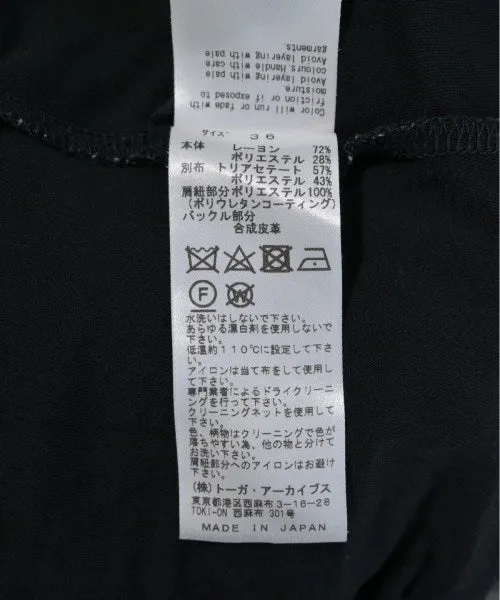 Color will fade or run with
friction or if exposed to
moisture.
Avoid layering with pale
colours. Handle with care
Avoid layering with pale
garments.
サイズ 36
本体 レーヨン 72%
ポリエステル 28%
別布 トリアセテート 57%
ポリエステル 43%
肩紐部分 ポリエステル100%
(ポリウレタンコーティング)
バックル部分
合成皮革
F W
水洗いはしないで下さい。
あらゆる漂白剤を使用しないで
下さい。
低温約110℃に設定して下さ
い。
アイロンは当て布をして使用し
て下さい。
専門業者によるドライクリーニ
ングを行って下さい。
クリーニングネットを使用して
下さい。
色、柄物はクリーニングで色が
落ちやすい為、他の物と分けて
お洗い下さい。
肩紐部分へのアイロンはお避け
下さい。
(株)トーガ・アーカイブス
東京都港区西麻布3-16-28
TOKI-ON 西麻布 301号
MADE IN JAPAN